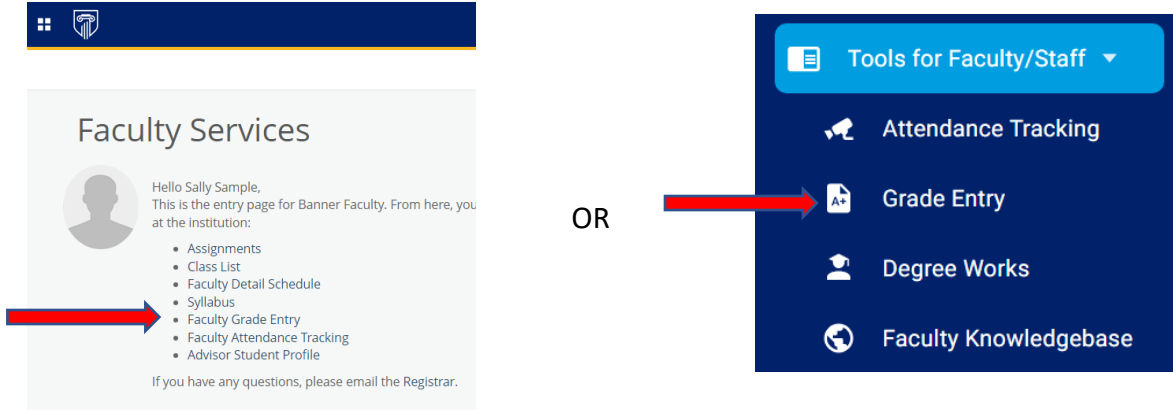 Faculty Services
Hello Sally Sample,
This is the entry page for Banner Faculty. From here, you
at the institution:
Assignments
Class List
Faculty Detail Schedule
Syllabus
Faculty Grade Entry
Faculty Attendance Tracking
Advisor Student Profile
If you have any questions, please email the Registrar.
OR
Tools for Faculty/Staff
Attendance Tracking
A+
Grade Entry
Degree Works
Faculty Knowledgebase